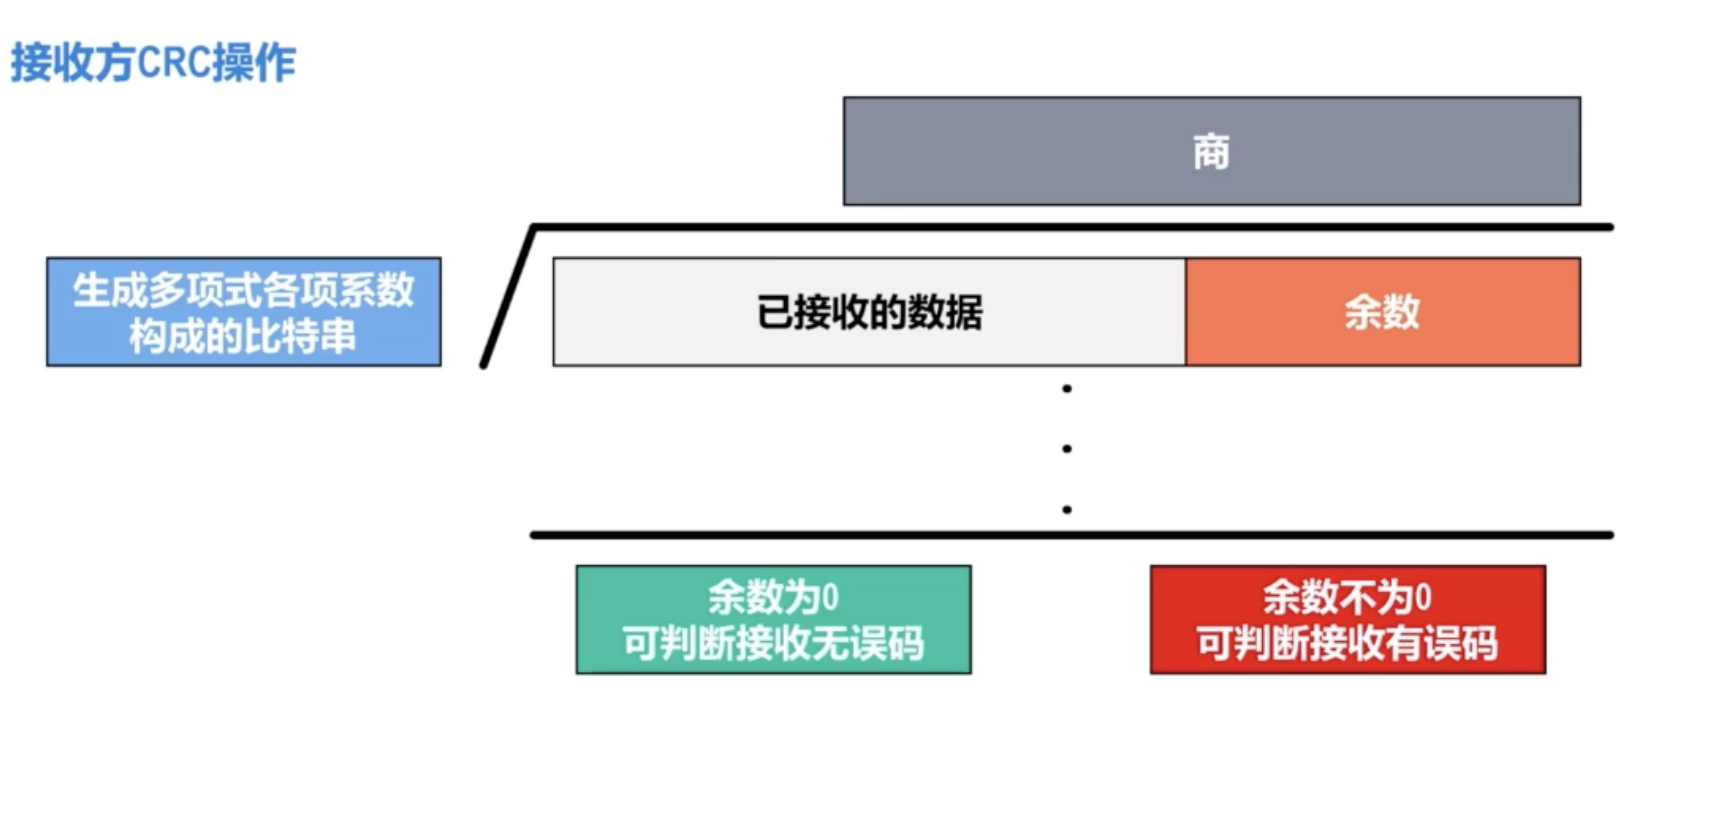 接收方CRC操作
商
生成多项式各项系数
构成的比特串
已接收的数据
余数
余数为0
可判断接收无误码
余数不为0
可判断接收有误码